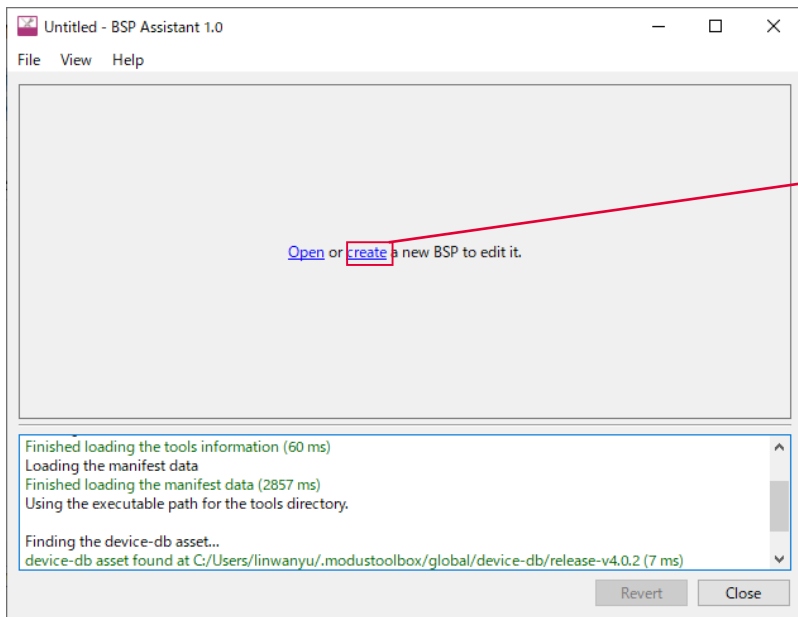 Untitled - BSP Assistant 1.0
File View Help
Open or create a new BSP to edit it.
Finished loading the tools information (60 ms)
Loading the manifest data
Finished loading the manifest data (2857 ms)
Using the executable path for the tools directory.
Finding the device-db asset...
device-db asset found at C:/Users/linwanyu/.modustoolbox/global/device-db/release-v4.0.2 (7 ms)
Revert Close